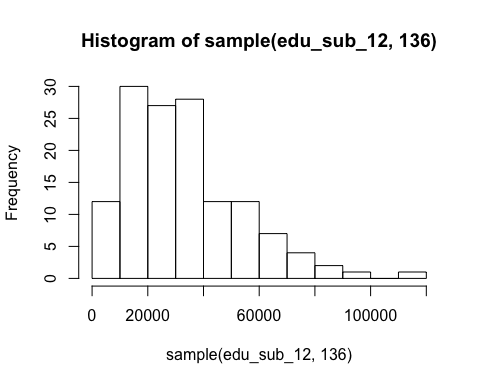 Histogram of sample(edu_sub_12, 136)
Frequency
30
25
20
15
10
5
0
0 20000 60000 100000
sample(edu_sub_12, 136)